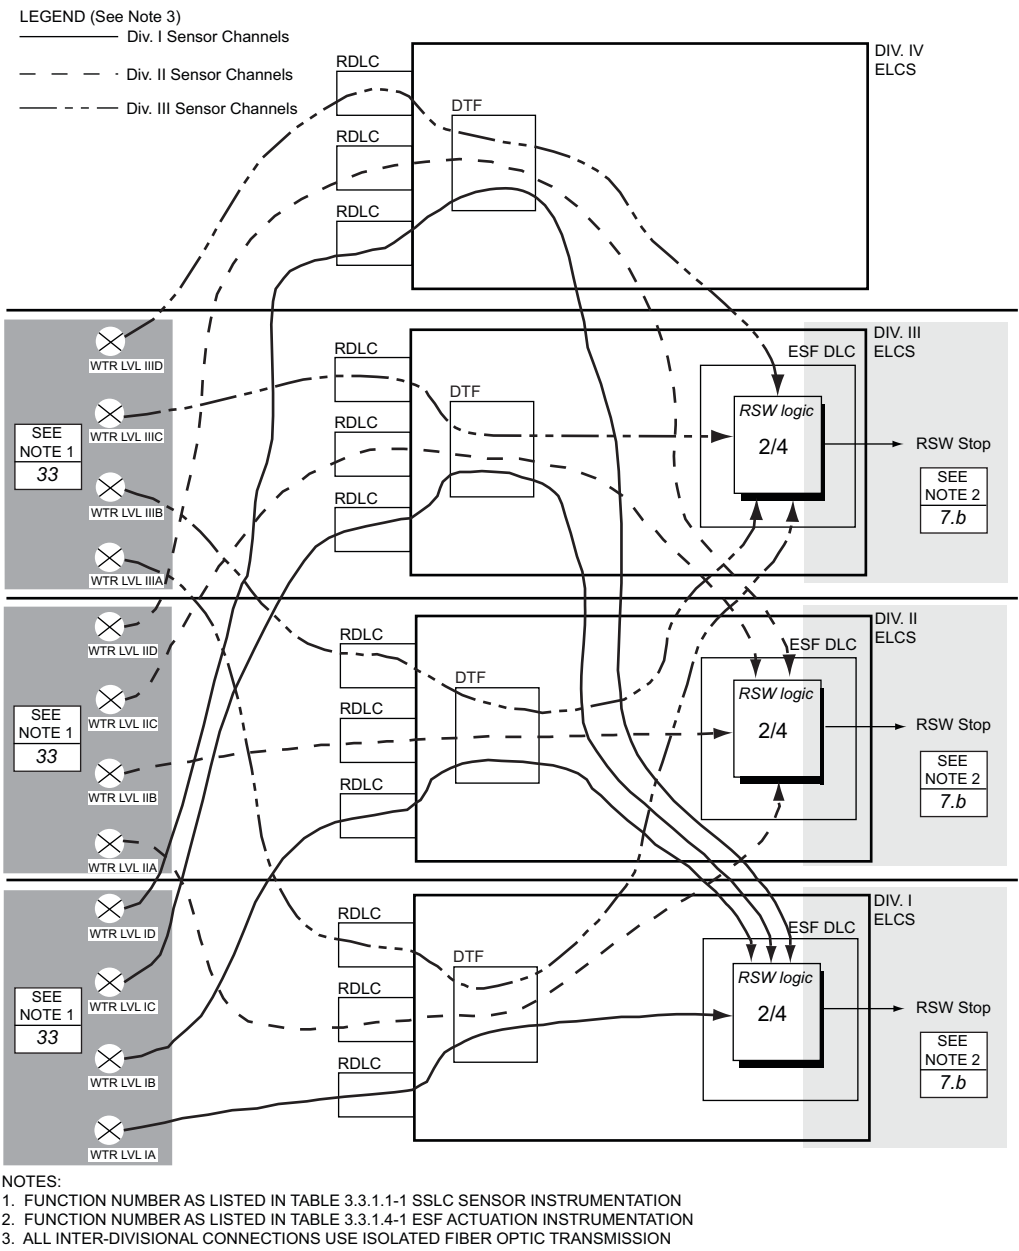 LEGEND (See Note 3)
Div. I Sensor Channels
Div. II Sensor Channels
Div. III Sensor Channels
DIV. IV
ELCS
RDLC
DTF
RDLC
RDLC
DIV. III
ELCS
WTR LVL IIID
RDLC
ESF DLC
DTF
WTR LVL IIIC
RSW logic
SEE
NOTE 1
33
RDLC
2/4
RSW Stop
SEE
NOTE 2
7.b
WTR LVL IIIB
RDLC
WTR LVL IIIA
DIV. II
ELCS
WTR LVL IID
RDLC
ESF DLC
DTF
WTR LVL IIC
RSW logic
SEE
NOTE 1
33
RDLC
2/4
RSW Stop
SEE
NOTE 2
7.b
WTR LVL IIB
RDLC
WTR LVL IIA
DIV. I
ELCS
WTR LVL ID
RDLC
ESF DLC
DTF
WTR LVL IC
RSW logic
SEE
NOTE 1
33
RDLC
2/4
RSW Stop
SEE
NOTE 2
7.b
WTR LVL IB
RDLC
WTR LVL IA
NOTES:
1. FUNCTION NUMBER AS LISTED IN TABLE 3.3.1.1-1 SSLC SENSOR INSTRUMENTATION
2. FUNCTION NUMBER AS LISTED IN TABLE 3.3.1.4-1 ESF ACTUATION INSTRUMENTATION
3. ALL INTER-DIVISIONAL CONNECTIONS USE ISOLATED FIBER OPTIC TRANSMISSION